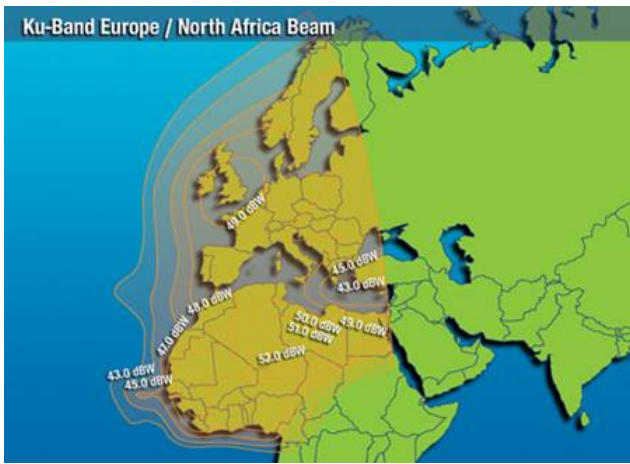 Ku-Band Europe / North Africa Beam
49.0 dBW
45.0 dBW
43.0 dBW
48.0 dBW
50.0 dBW
49.0 dBW
51.0 dBW
47.0 dBW
52.0 dBW
43.0 dBW
45.0 dBW